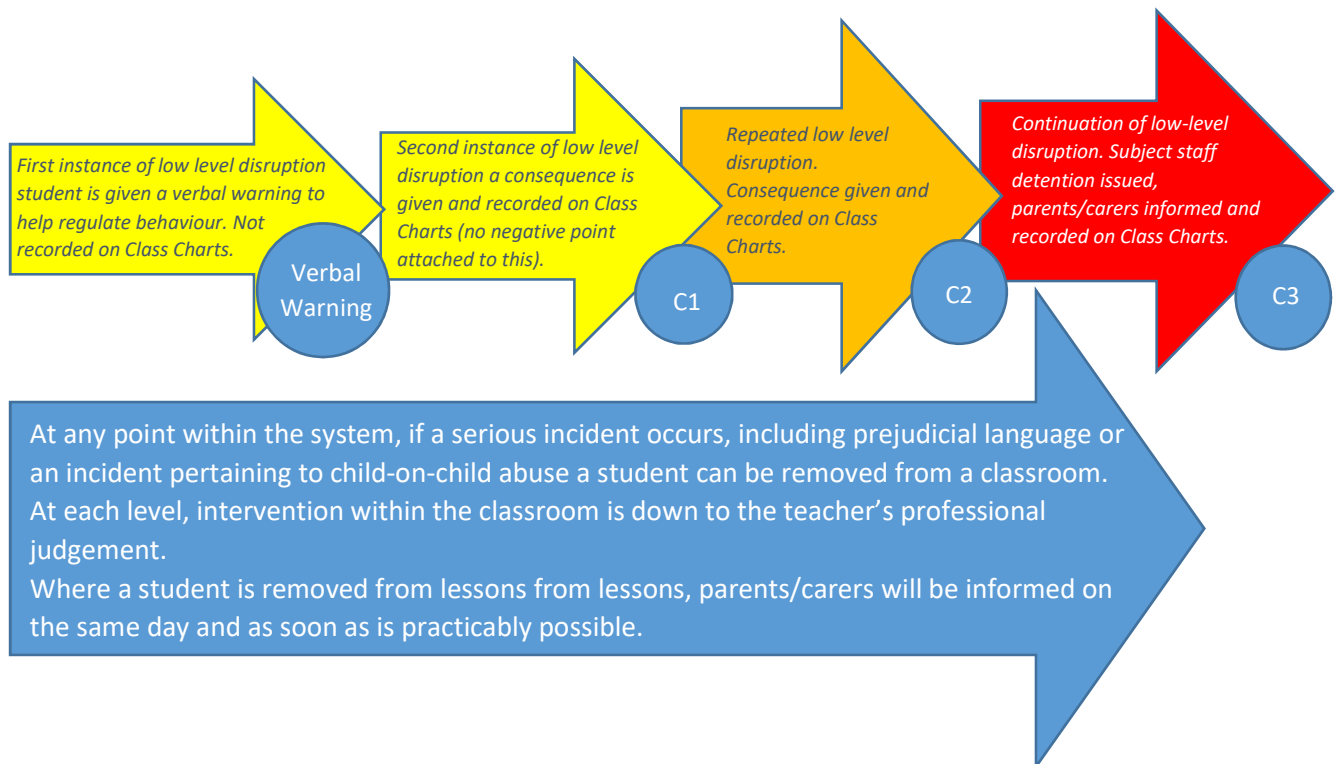 First instance of low level disruption
student is given a verbal warning to
help regulate behaviour. Not
recorded on Class Charts.
Verbal
Warning
Second instance of low level
disruption a consequence is
given and recorded on Class
Charts (no negative point
attached to this).
C1
Repeated low level
disruption.
Consequence given and
recorded on Class
Charts.
C2
Continuation of low-level
disruption. Subject staff
detention issued,
parents/carers informed and
recorded on Class Charts.
C3
At any point within the system, if a serious incident occurs, including prejudicial language or
an incident pertaining to child-on-child abuse a student can be removed from a classroom.
At each level, intervention within the classroom is down to the teacher’s professional
judgement.
Where a student is removed from lessons from lessons, parents/carers will be informed on
the same day and as soon as is practicably possible.